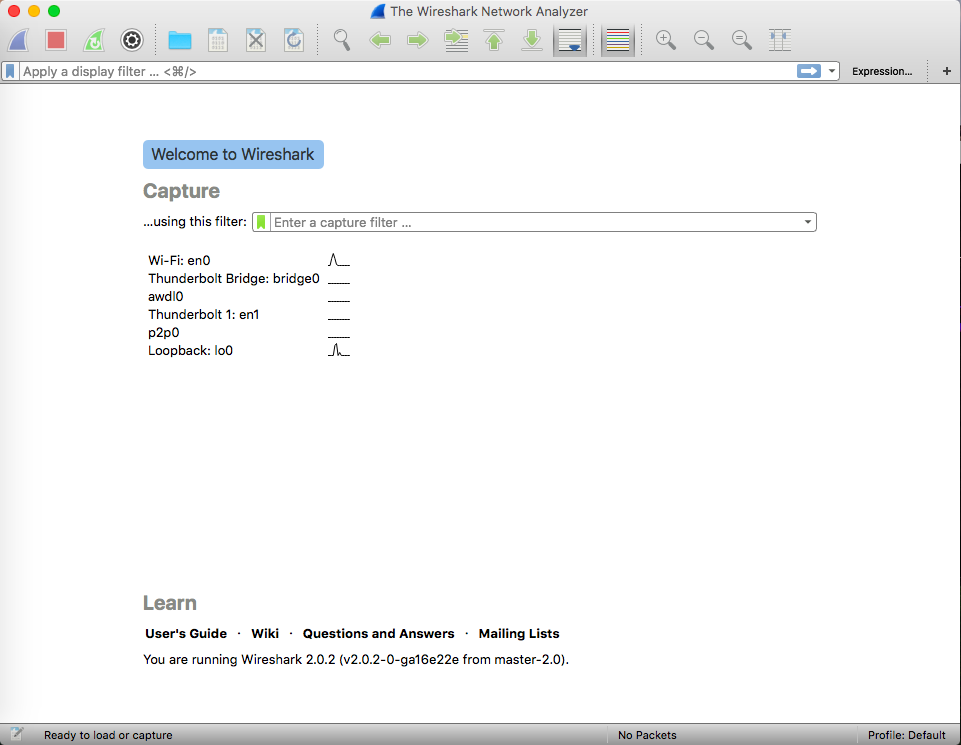 The Wireshark Network Analyzer
Apply a display filter ... <⌘/>
Expression...
+
Welcome to Wireshark
Capture
...using this filter: Enter a capture filter ...
Wi-Fi: en0
Thunderbolt Bridge: bridge0
awdl0
Thunderbolt 1: en1
p2p0
Loopback: lo0
Learn
User's Guide · Wiki · Questions and Answers · Mailing Lists
You are running Wireshark 2.0.2 (v2.0.2-0-ga16e22e from master-2.0).
Ready to load or capture No Packets Profile: Default